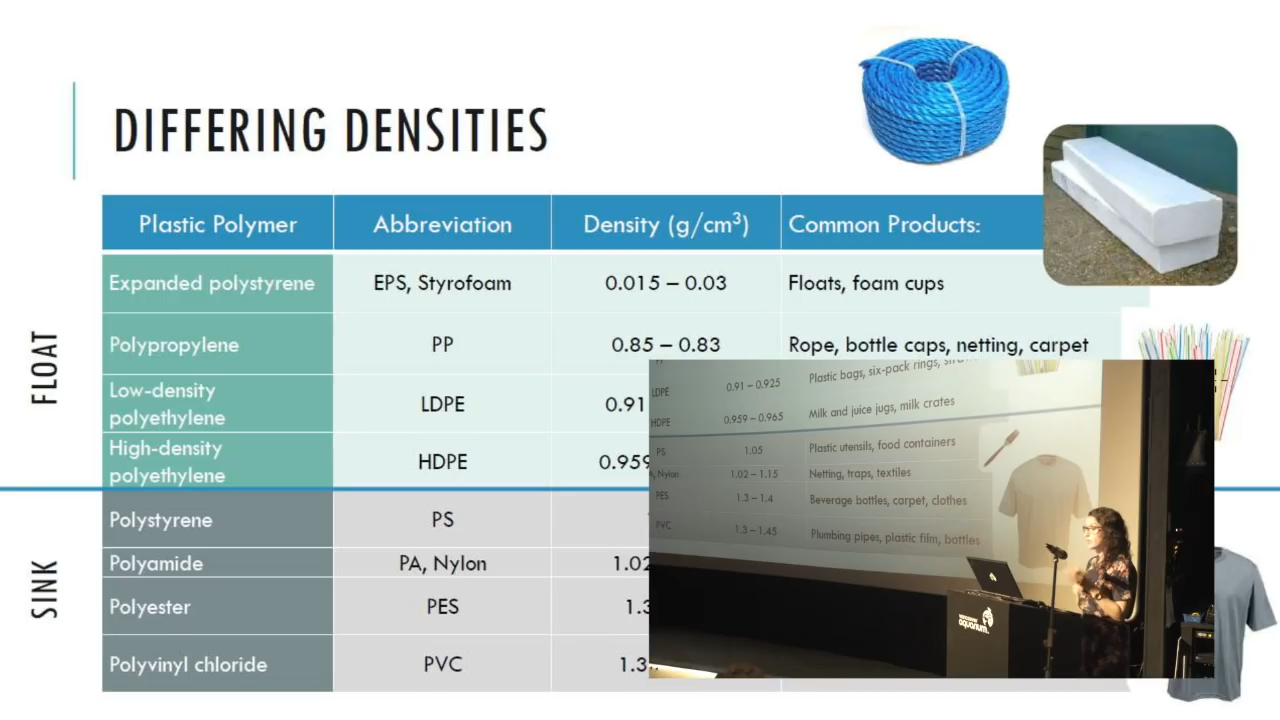 DIFFERING DENSITIES
Plastic Polymer Abbreviation Density (g/cm³) Common Products:
FLOAT
Expanded polystyrene EPS, Styrofoam 0.015 – 0.03 Floats, foam cups
Polypropylene PP 0.85 – 0.83 Rope, bottle caps, netting, carpet
Low-density
polyethylene LDPE 0.91
High-density
polyethylene HDPE 0.959
SINK
Polystyrene PS
Polyamide PA, Nylon 1.02
Polyester PES 1.3
Polyvinyl chloride PVC 1.3
LDPE 0.91 – 0.925 Plastic bags, six-pack rings,
HDPE 0.959 – 0.965 Milk and juice jugs, milk crates
PS 1.05 Plastic utensils, food containers
Nylon 1.02 – 1.15 Netting, traps, textiles
PES 1.3 – 1.4 Beverage bottles, carpet, clothes
PVC 1.3 – 1.45 Plumbing pipes, plastic film, bottles
vancouver
aquarium.